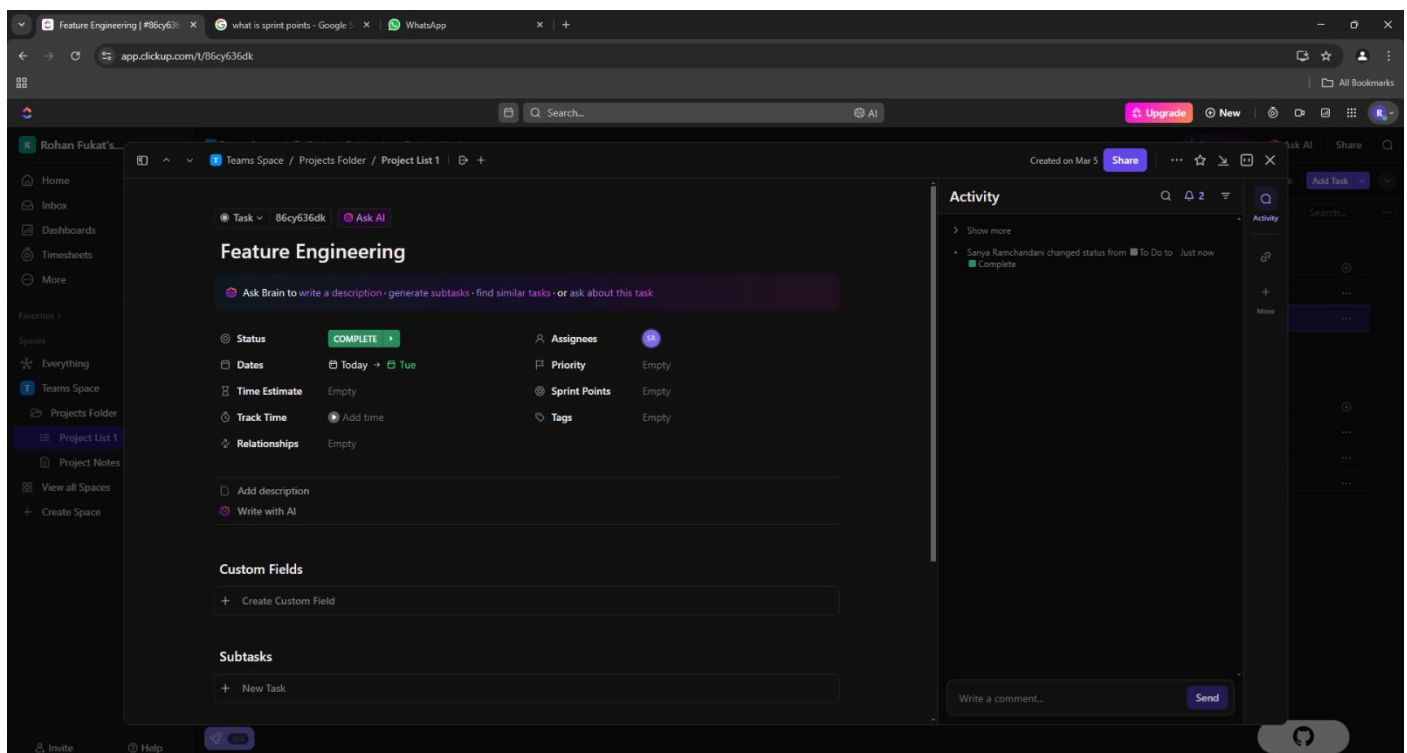 Feature Engineering | #86cy636
what is sprint points - Google S
WhatsApp
app.clickup.com/t/86cy636dk
All Bookmarks
Search...
AI
Upgrade
New
R
R Rohan Fukat's...
Teams Space / Projects Folder / Project List 1
Created on Mar 5
Share
Ask AI
Share
Home
Inbox
Dashboards
Timesheets
More
Favorites
Spaces
Everything
T Teams Space
Projects Folder
Project List 1
Project Notes
View all Spaces
Create Space
Invite
Help
Add Task
Search...
Task
86cy636dk
Ask AI
Feature Engineering
Ask Brain to write a description · generate subtasks · find similar tasks · or ask about this task
Status COMPLETE
Assignees SR
Dates Today → Tue
Priority Empty
Time Estimate Empty
Sprint Points Empty
Track Time Add time
Tags Empty
Relationships Empty
Add description
Write with AI
Custom Fields
+ Create Custom Field
Subtasks
+ New Task
0/4
Activity
2
Show more
Sanya Ramchandani changed status from To Do to Just now
Complete
Write a comment...
Send
Activity
More